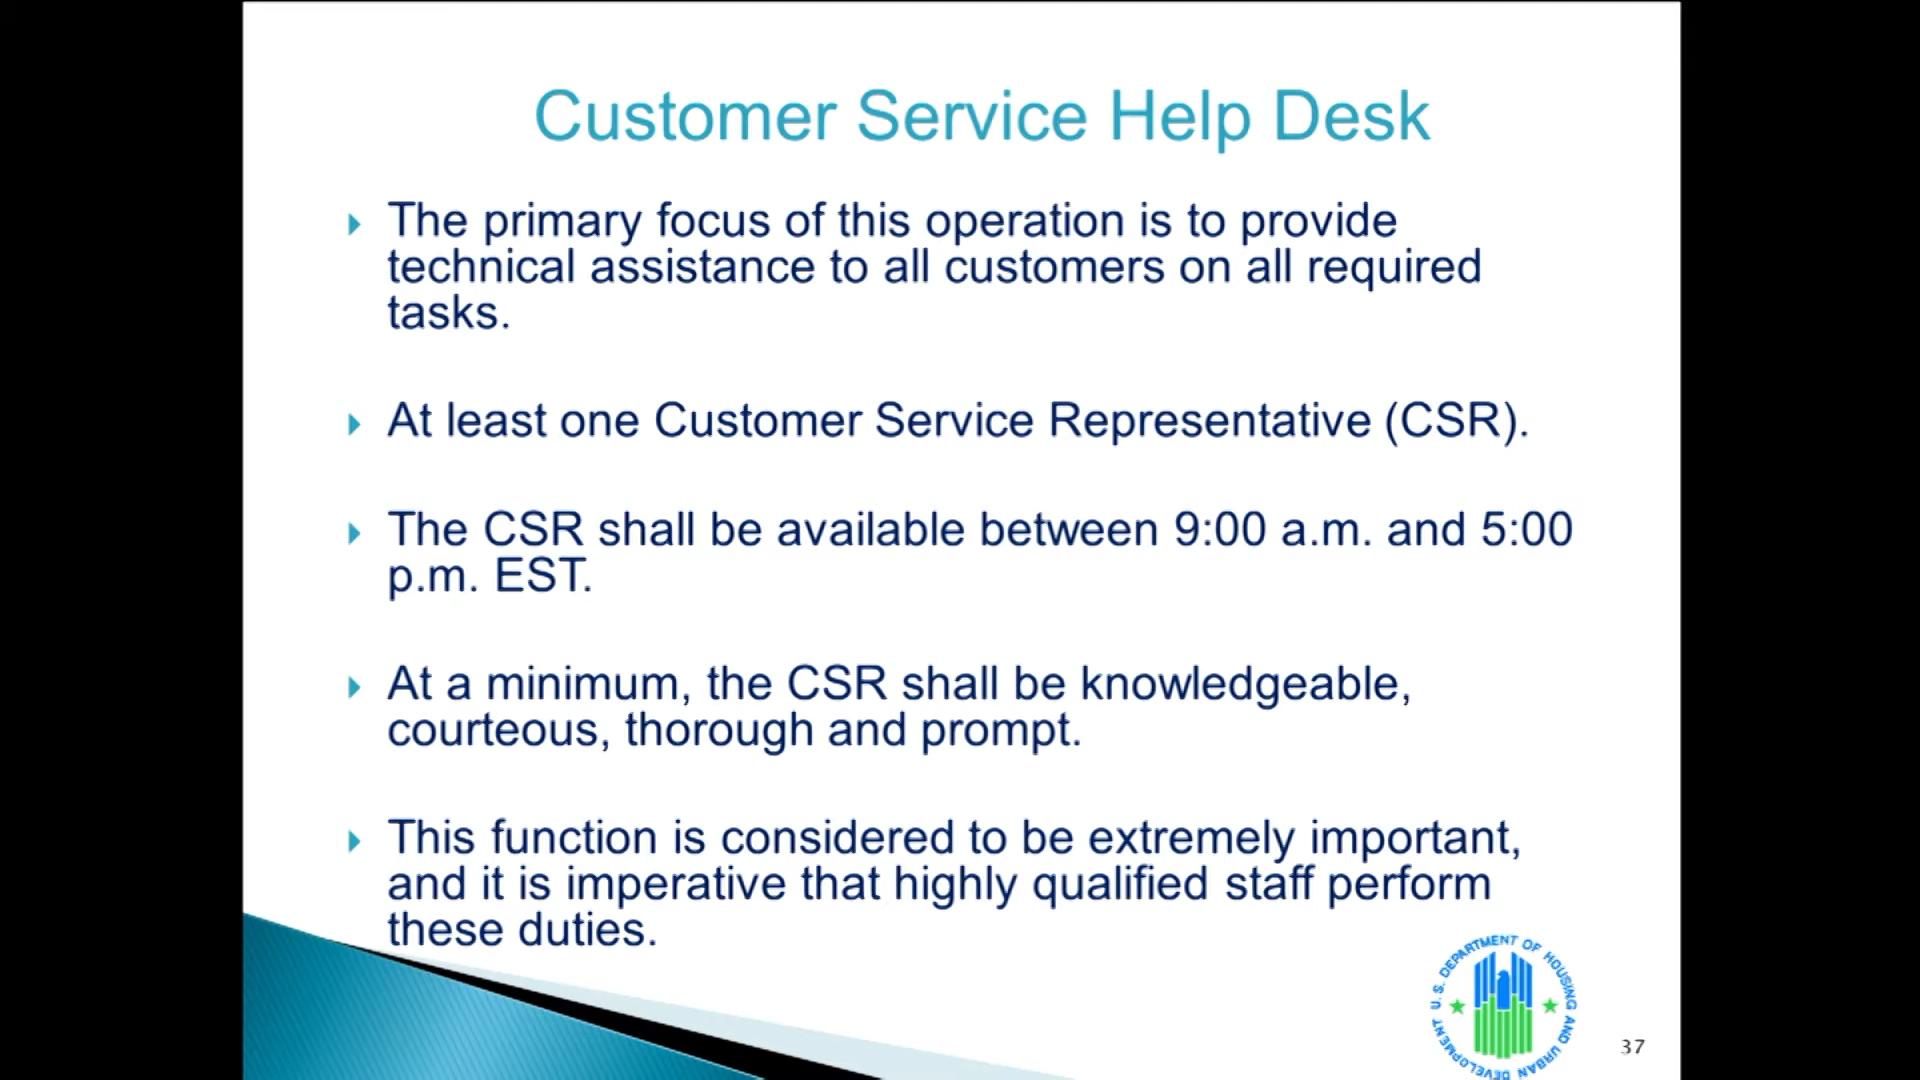 Customer Service Help Desk
The primary focus of this operation is to provide
technical assistance to all customers on all required
tasks.
At least one Customer Service Representative (CSR).
The CSR shall be available between 9:00 a.m. and 5:00
p.m. EST.
At a minimum, the CSR shall be knowledgeable,
courteous, thorough and prompt.
This function is considered to be extremely important,
and it is imperative that highly qualified staff perform
these duties.
U.S. DEPARTMENT OF HOUSING AND URBAN DEVELOPMENT
37